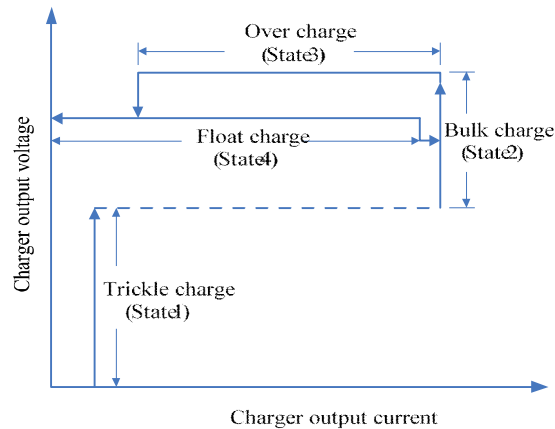 Over charge
(State3)
Charger output voltage
Float charge
(State4)
Bulk charge
(State2)
Trickle charge
(State1)
Charger output current